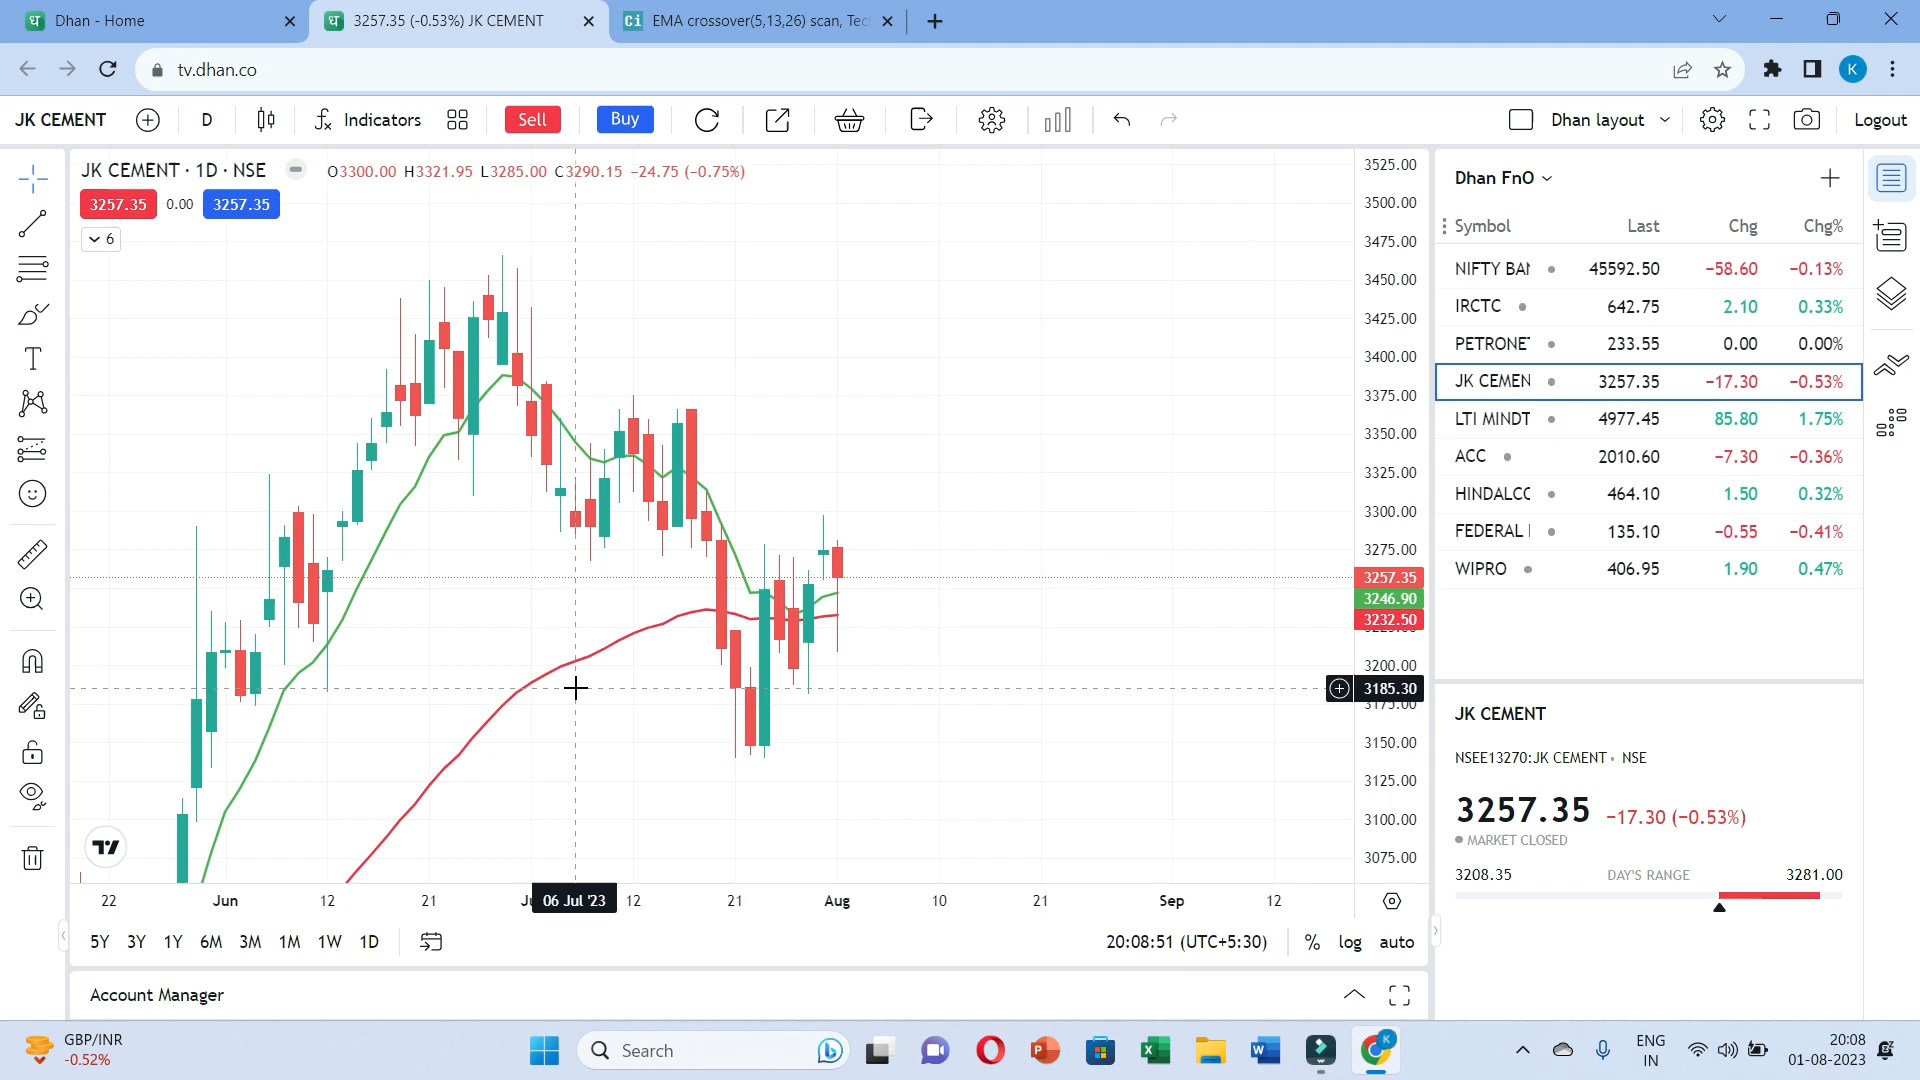 Dhan - Home
3257.35 (-0.53%) JK CEMENT
EMA crossover(5,13,26) scan, Tec
tv.dhan.co
K
JK CEMENT
D
Indicators
Sell
Buy
Dhan layout
Logout
JK CEMENT · 1D · NSE
O3300.00 H3321.95 L3285.00 C3290.15 −24.75 (−0.75%)
3257.35
0.00
3257.35
6
3525.00
3500.00
3475.00
3450.00
3425.00
3400.00
3375.00
3350.00
3325.00
3300.00
3275.00
3257.35
3246.90
3232.50
3200.00
3185.30
3175.00
3150.00
3125.00
3100.00
3075.00
22
Jun
12
21
06 Jul '23
12
21
Aug
10
21
Sep
12
5Y 3Y 1Y 6M 3M 1M 1W 1D
20:08:51 (UTC+5:30)
% log auto
Account Manager
Dhan FnO
Symbol Last Chg Chg%
NIFTY BAN 45592.50 −58.60 −0.13%
IRCTC 642.75 2.10 0.33%
PETRONET 233.55 0.00 0.00%
JK CEMEN 3257.35 −17.30 −0.53%
LTI MINDT 4977.45 85.80 1.75%
ACC 2010.60 −7.30 −0.36%
HINDALCO 464.10 1.50 0.32%
FEDERAL 135.10 −0.55 −0.41%
WIPRO 406.95 1.90 0.47%
JK CEMENT
NSEE13270:JK CEMENT · NSE
3257.35 −17.30 (−0.53%)
MARKET CLOSED
3208.35 DAY'S RANGE 3281.00
GBP/INR
-0.52%
Search
ENG
IN
20:08
01-08-2023